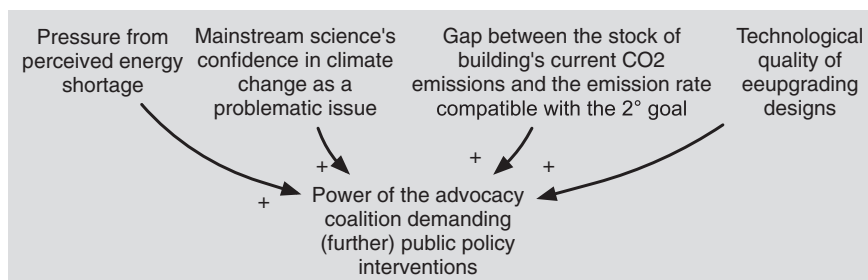 Pressure from
perceived energy
shortage
Mainstream science's
confidence in climate
change as a
problematic issue
Gap between the stock of
building's current CO2
emissions and the emission rate
compatible with the 2° goal
Technological
quality of
eeupgrading
designs
+
+
+
+
Power of the advocacy
coalition demanding
(further) public policy
interventions